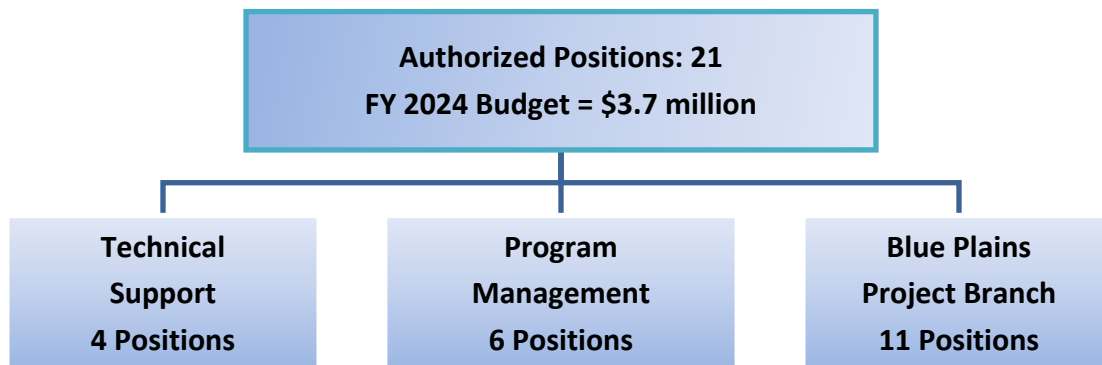 Authorized Positions: 21
FY 2024 Budget = $3.7 million
Technical
Support
4 Positions
Program
Management
6 Positions
Blue Plains
Project Branch
11 Positions